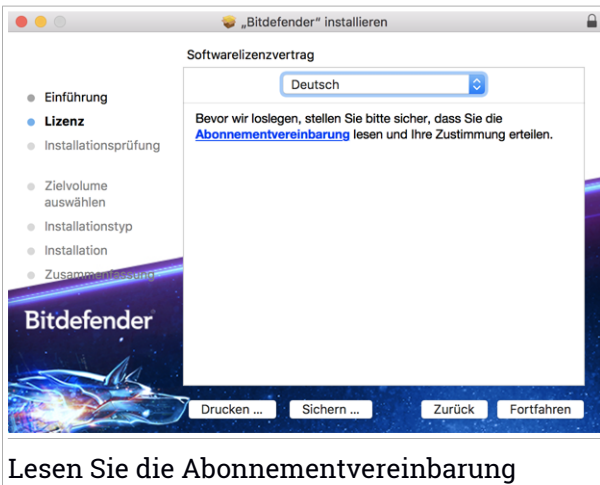 „Bitdefender“ installieren
Softwarelizenzvertrag
Deutsch
Einführung
Lizenz
Installationsprüfung
Zielvolume
auswählen
Installationstyp
Installation
Zusammenfassung
Bevor wir loslegen, stellen Sie bitte sicher, dass Sie die
Abonnementvereinbarung lesen und Ihre Zustimmung erteilen.
Bitdefender
Drucken ...
Sichern ...
Zurück
Fortfahren
Lesen Sie die Abonnementvereinbarung